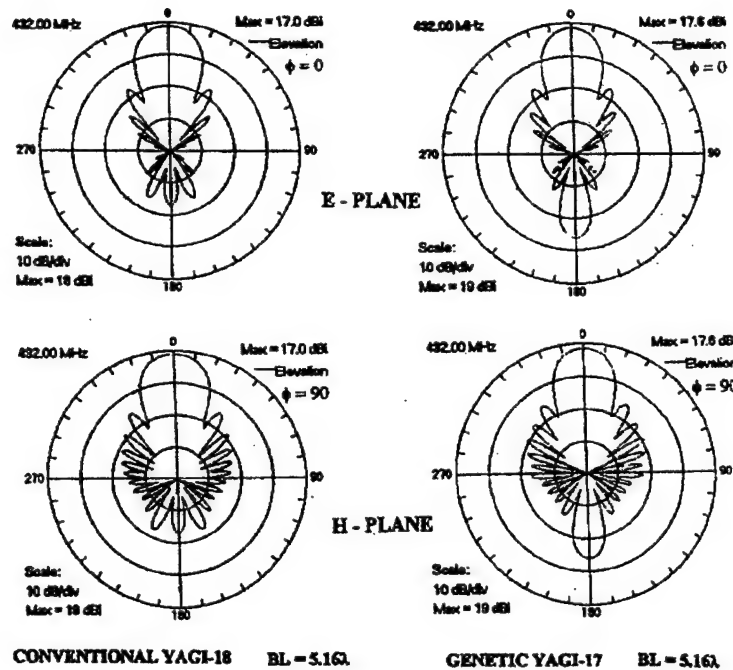 432.00 MHz
0
Max = 17.0 dBi
Elevation
ϕ = 0
270
90
Scale:
10 dB/div
Max = 18 dBi
180
432.00 MHz
0
Max = 17.6 dBi
Elevation
ϕ = 0
270
90
Scale:
10 dB/div
Max = 19 dBi
180
E - PLANE
432.00 MHz
0
Max = 17.0 dBi
Elevation
ϕ = 90
270
90
Scale:
10 dB/div
Max = 18 dBi
180
432.00 MHz
0
Max = 17.6 dBi
Elevation
ϕ = 90
270
90
Scale:
10 dB/div
Max = 19 dBi
180
H - PLANE
CONVENTIONAL YAGI-18 BL = 5.16λ
GENETIC YAGI-17 BL = 5.16λ